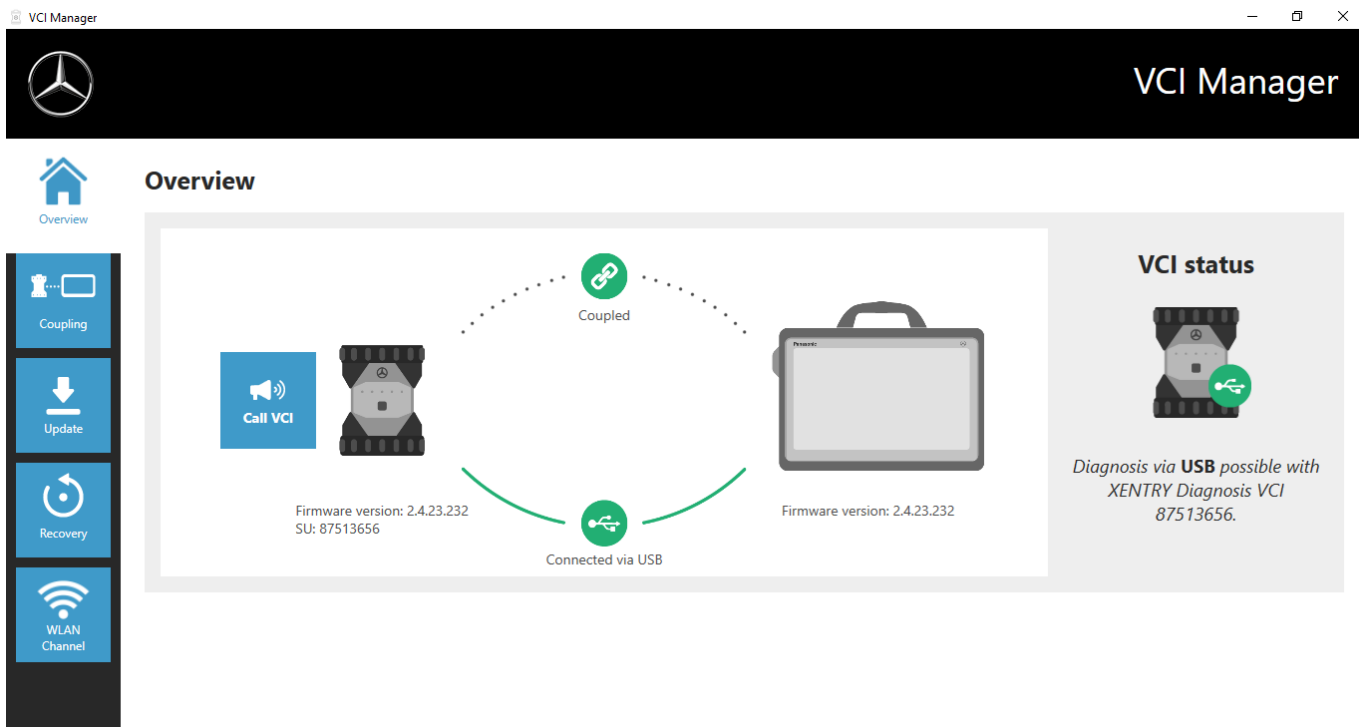 VCI Manager
VCI Manager
Overview
Overview
Coupling
Update
Recovery
WLAN
Channel
Coupled
Call VCI
Panasonic
Firmware version: 2.4.23.232
SU: 87513656
Connected via USB
Firmware version: 2.4.23.232
VCI status
Diagnosis via USB possible with
XENTRY Diagnosis VCI
87513656.